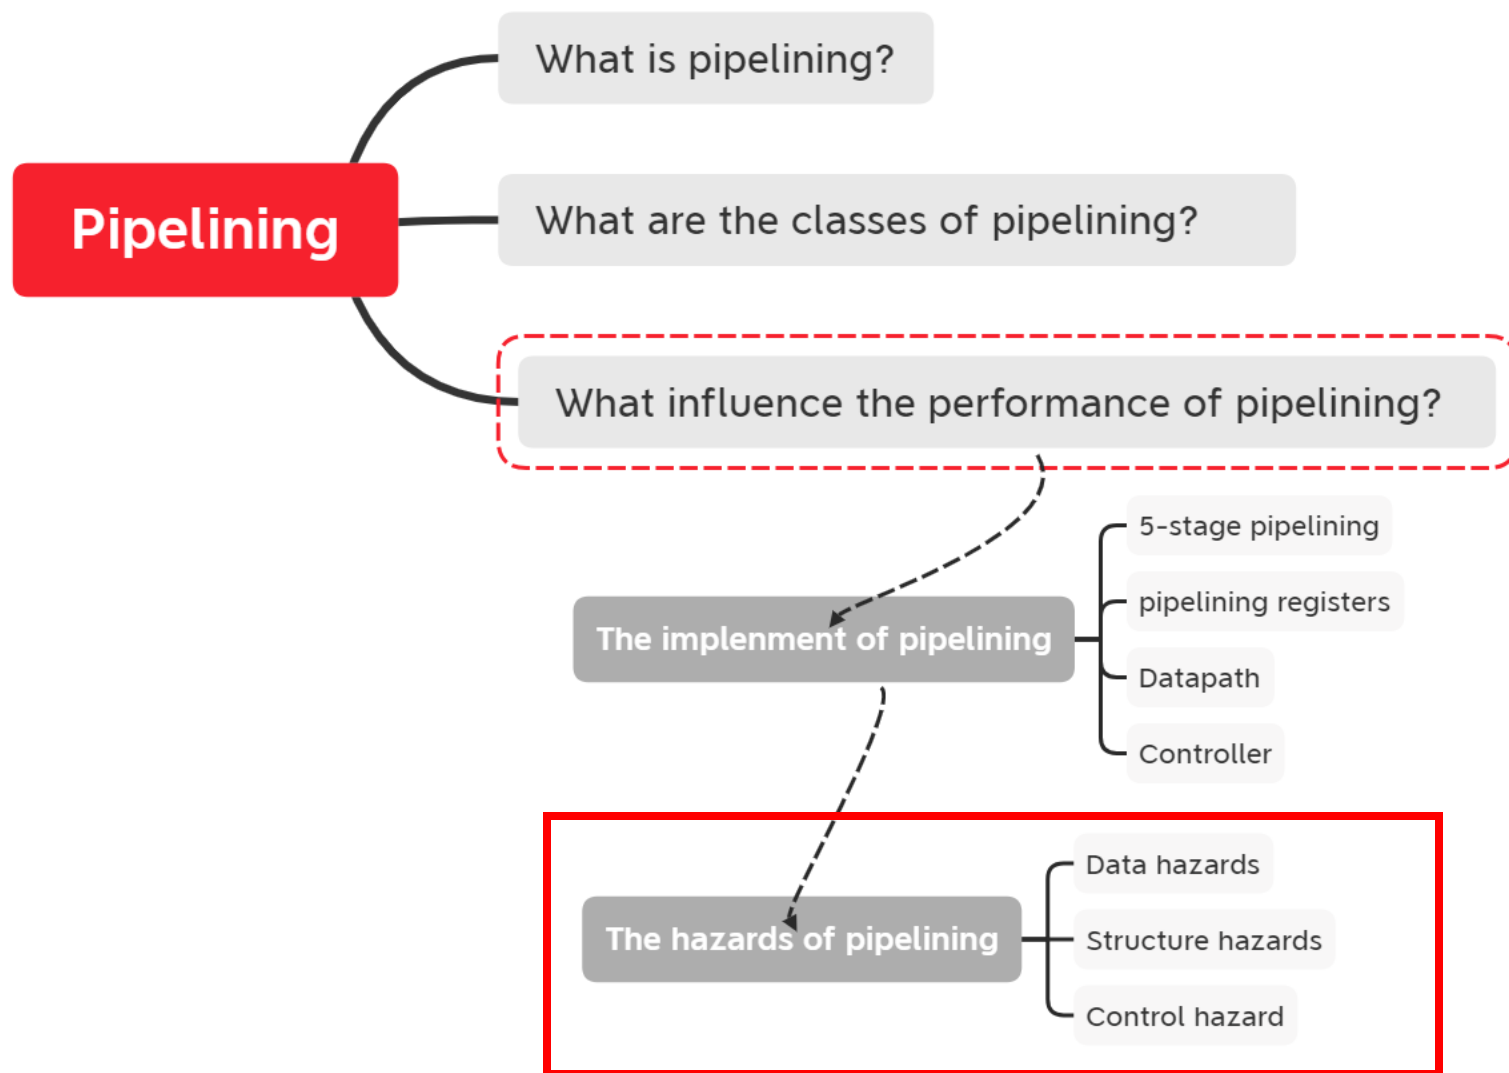 What is pipelining?
Pipelining
What are the classes of pipelining?
What influence the performance of pipelining?
The implenment of pipelining
5-stage pipelining
pipelining registers
Datapath
Controller
The hazards of pipelining
Data hazards
Structure hazards
Control hazard